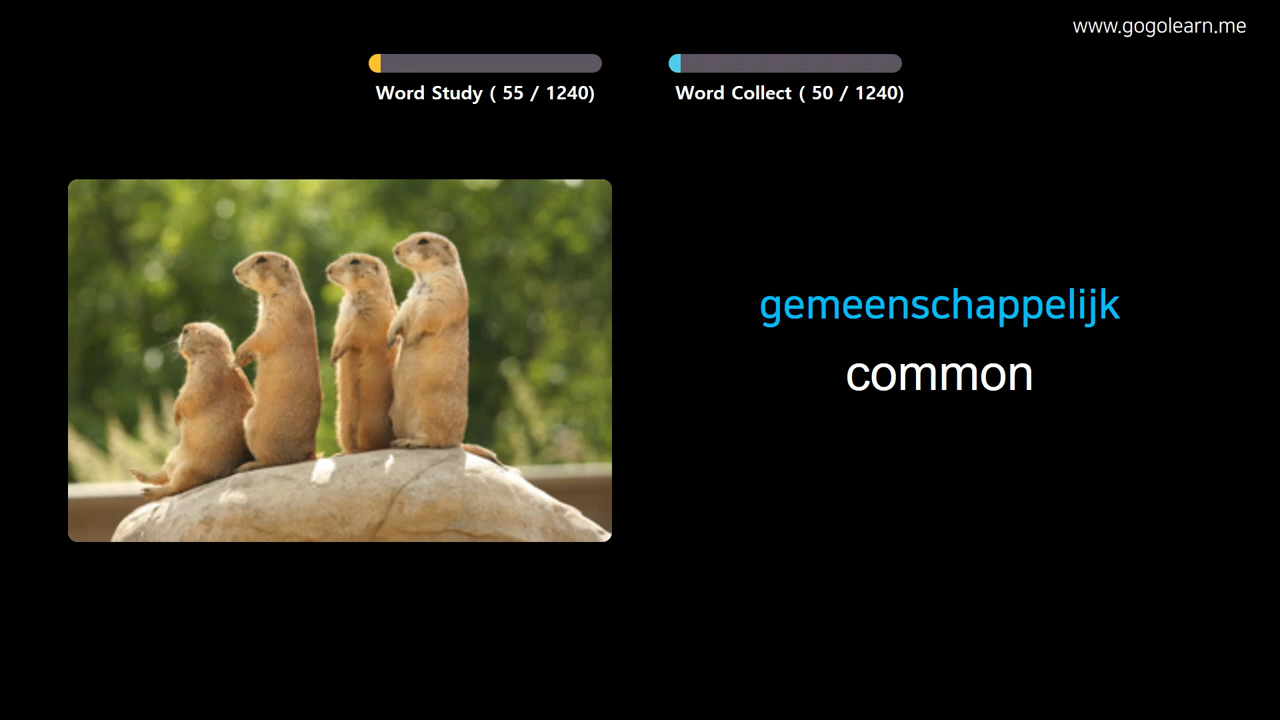 www.gogolearn.me
Word Study ( 55 / 1240)
Word Collect ( 50 / 1240)
gemeenschappelijk
common